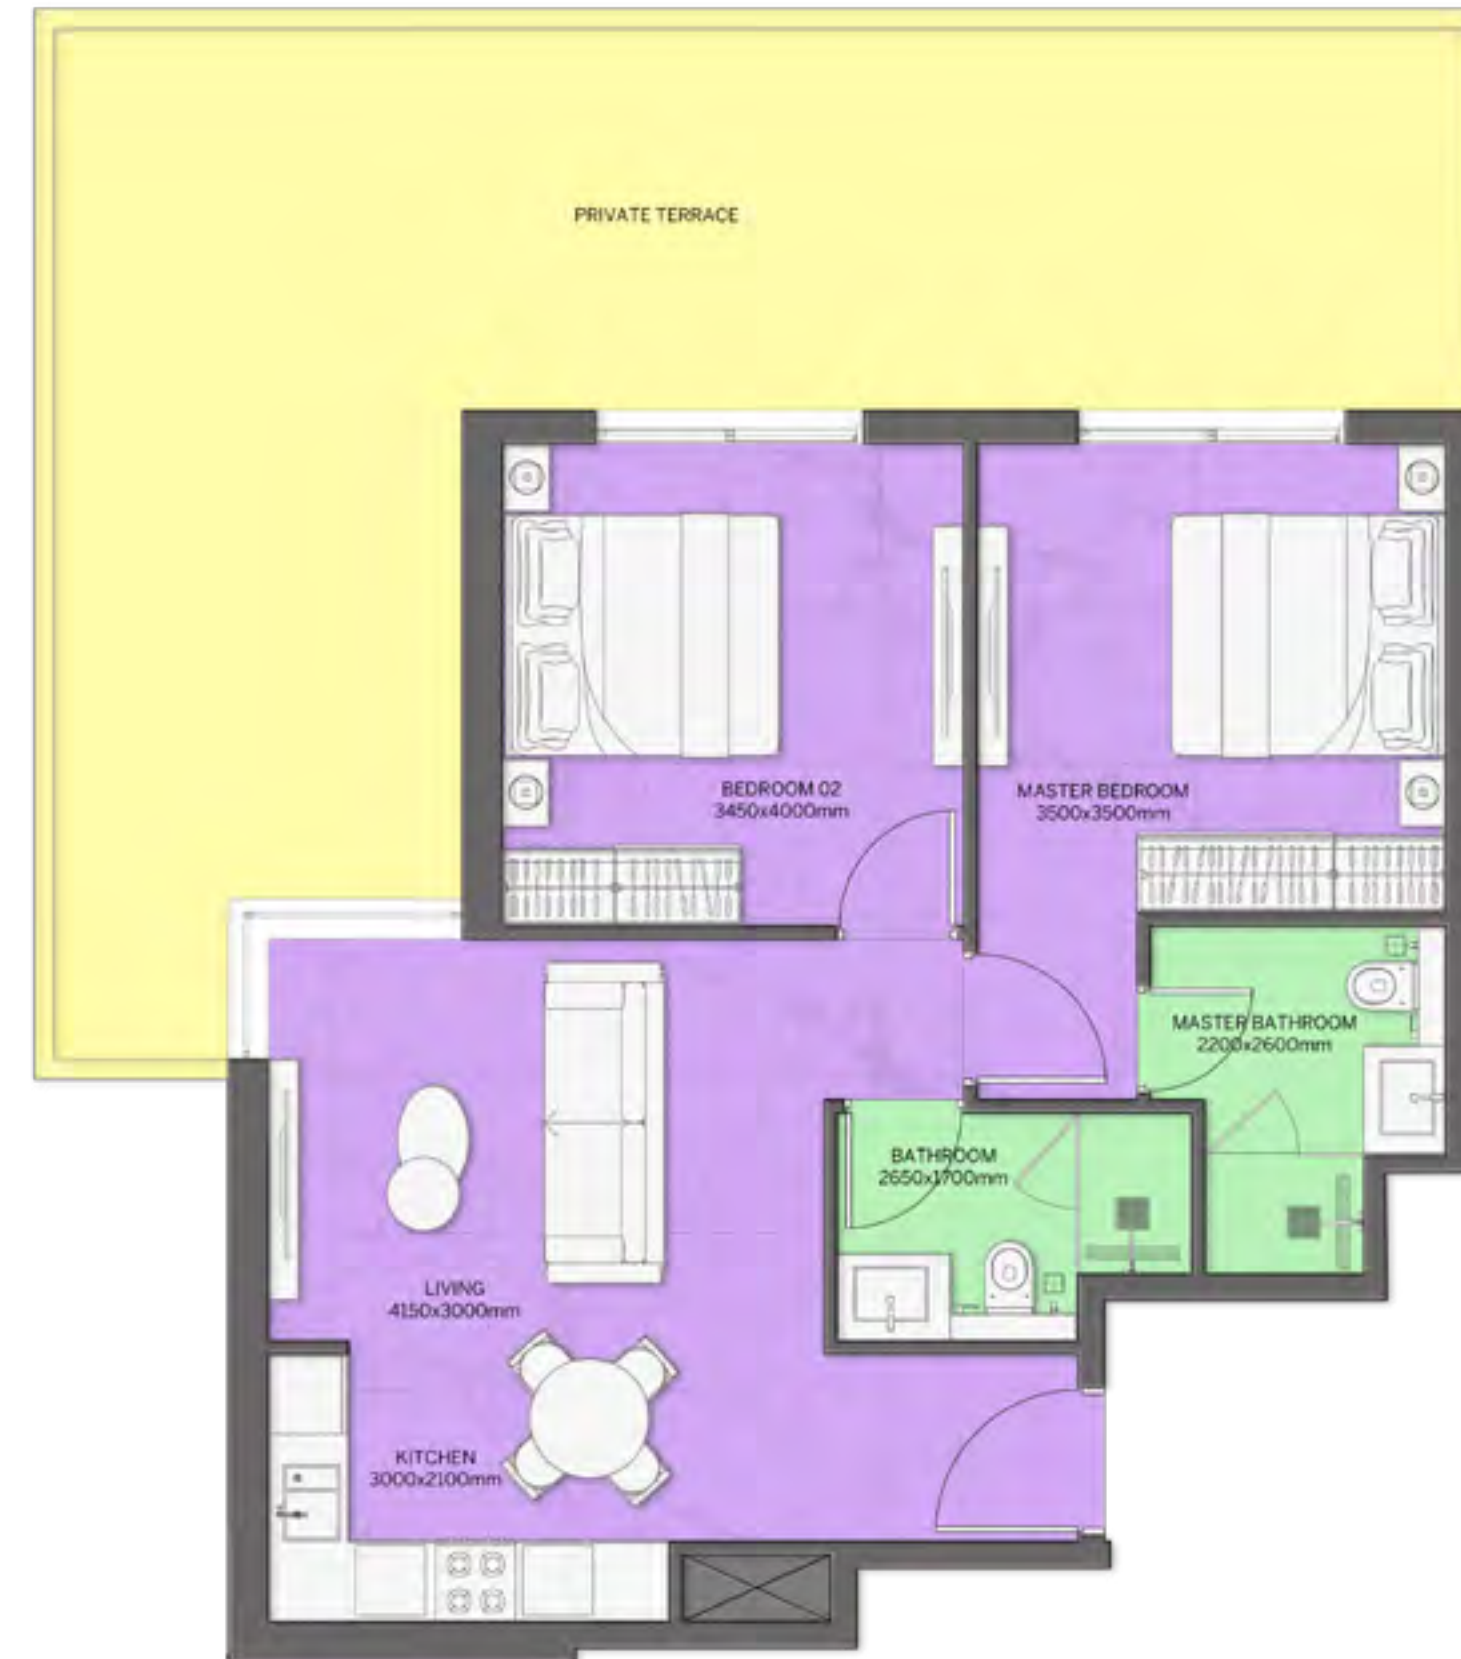 PRIVATE TERRACE
BEDROOM 02
3450x4000mm
MASTER BEDROOM
3500x3500mm
MASTER BATHROOM
2200x2600mm
BATHROOM
2650x1700mm
LIVING
4150x3000mm
KITCHEN
3000x2100mm